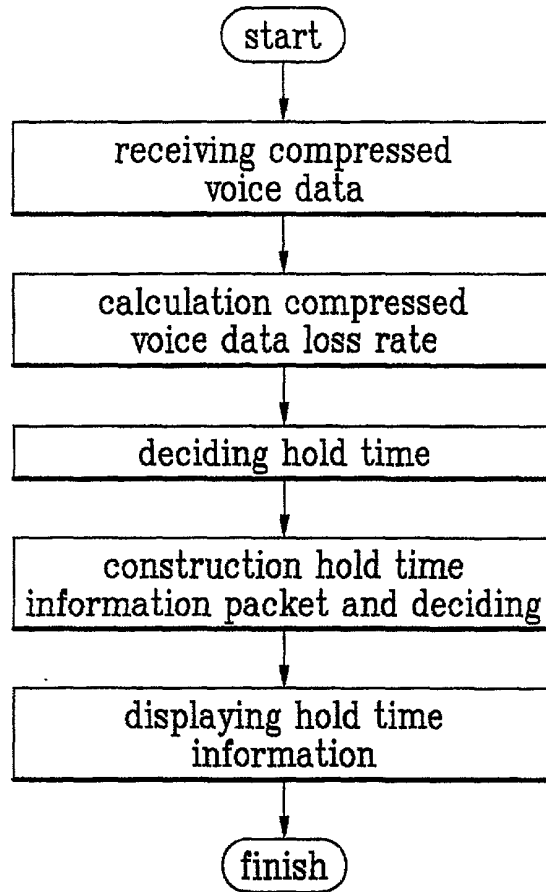 start
receiving compressed
voice data
calculation compressed
voice data loss rate
deciding hold time
construction hold time
information packet and deciding
displaying hold time
information
finish